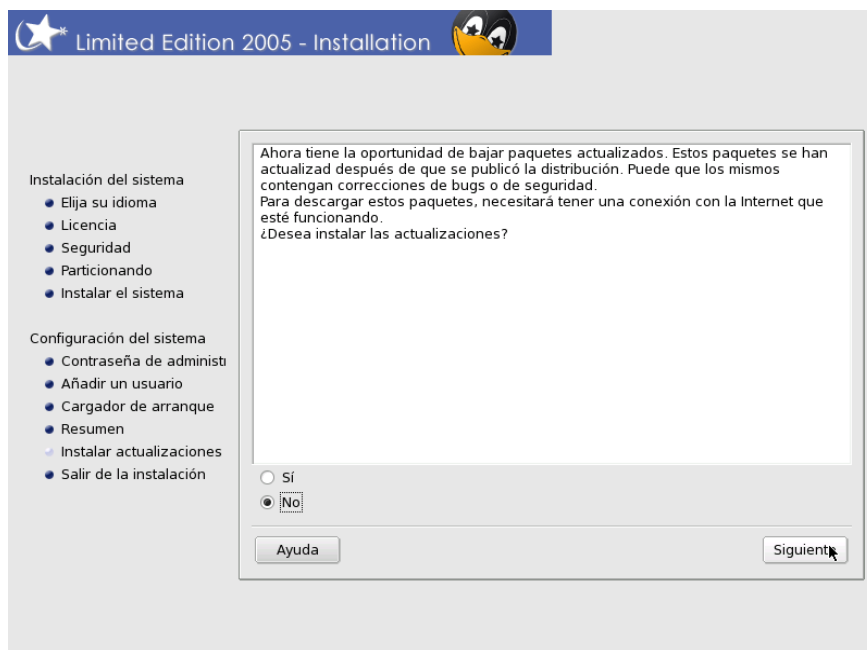 Limited Edition 2005 - Installation
Instalación del sistema
Elija su idioma
Licencia
Seguridad
Particionando
Instalar el sistema
Configuración del sistema
Contraseña de administ
Añadir un usuario
Cargador de arranque
Resumen
Instalar actualizaciones
Salir de la instalación
Ahora tiene la oportunidad de bajar paquetes actualizados. Estos paquetes se han
actualizad después de que se publicó la distribución. Puede que los mismos
contengan correcciones de bugs o de seguridad.
Para descargar estos paquetes, necesitará tener una conexión con la Internet que
esté funcionando.
¿Desea instalar las actualizaciones?
Sí
No
Ayuda
Siguiente